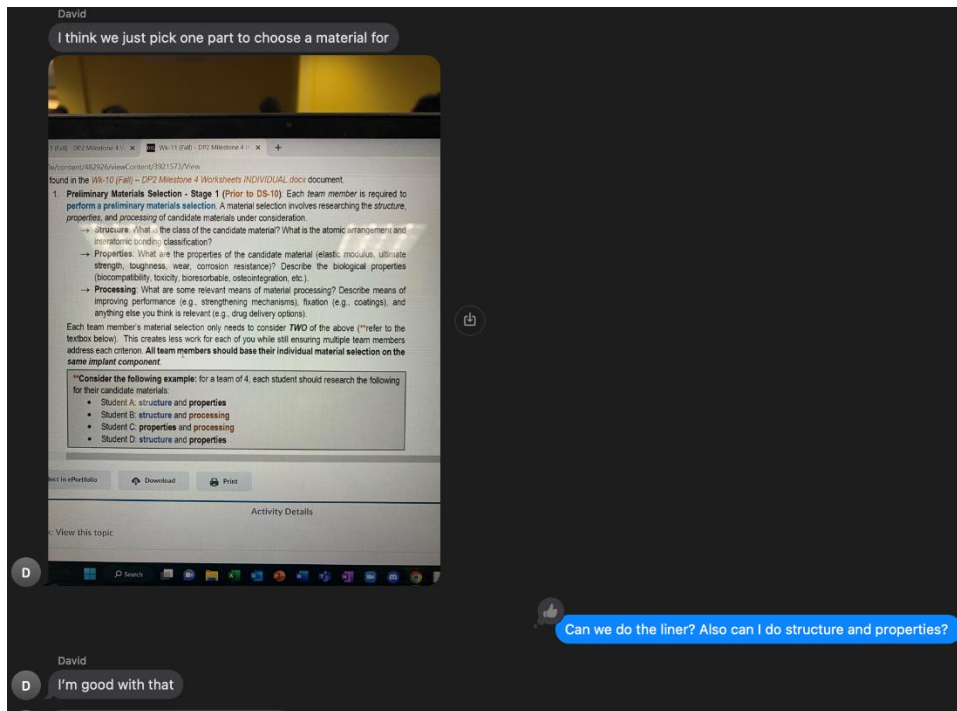 David
I think we just pick one part to choose a material for
Wk-11 (Fall) - DP2 Milestone 4
/content/482926/viewContent/3921573/View
found in the Wk-10 (Fall) – DP2 Milestone 4 Worksheets INDIVIDUAL.docx document.
1. Preliminary Materials Selection - Stage 1 (Prior to DS-10): Each team member is required to
perform a preliminary materials selection. A material selection involves researching the structure,
properties, and processing of candidate materials under consideration.
→ Structure: What is the class of the candidate material? What is the atomic arrangement and
interatomic bonding classification?
→ Properties: What are the properties of the candidate material (elastic modulus, ultimate
strength, toughness, wear, corrosion resistance)? Describe the biological properties
(biocompatibility, toxicity, bioresorbable, osteointegration, etc.).
→ Processing: What are some relevant means of material processing? Describe means of
improving performance (e.g., strengthening mechanisms), fixation (e.g., coatings), and
anything else you think is relevant (e.g., drug delivery options).
Each team member's material selection only needs to consider TWO of the above (**refer to the
textbox below). This creates less work for each of you while still ensuring multiple team members
address each criterion. All team members should base their individual material selection on the
same implant component.
**Consider the following example: for a team of 4, each student should research the following
for their candidate materials:
• Student A: structure and properties
• Student B: structure and processing
• Student C: properties and processing
• Student D: structure and properties
lect in ePortfolio Download Print
Activity Details
: View this topic
Search
D
Can we do the liner? Also can I do structure and properties?
David
D
I'm good with that